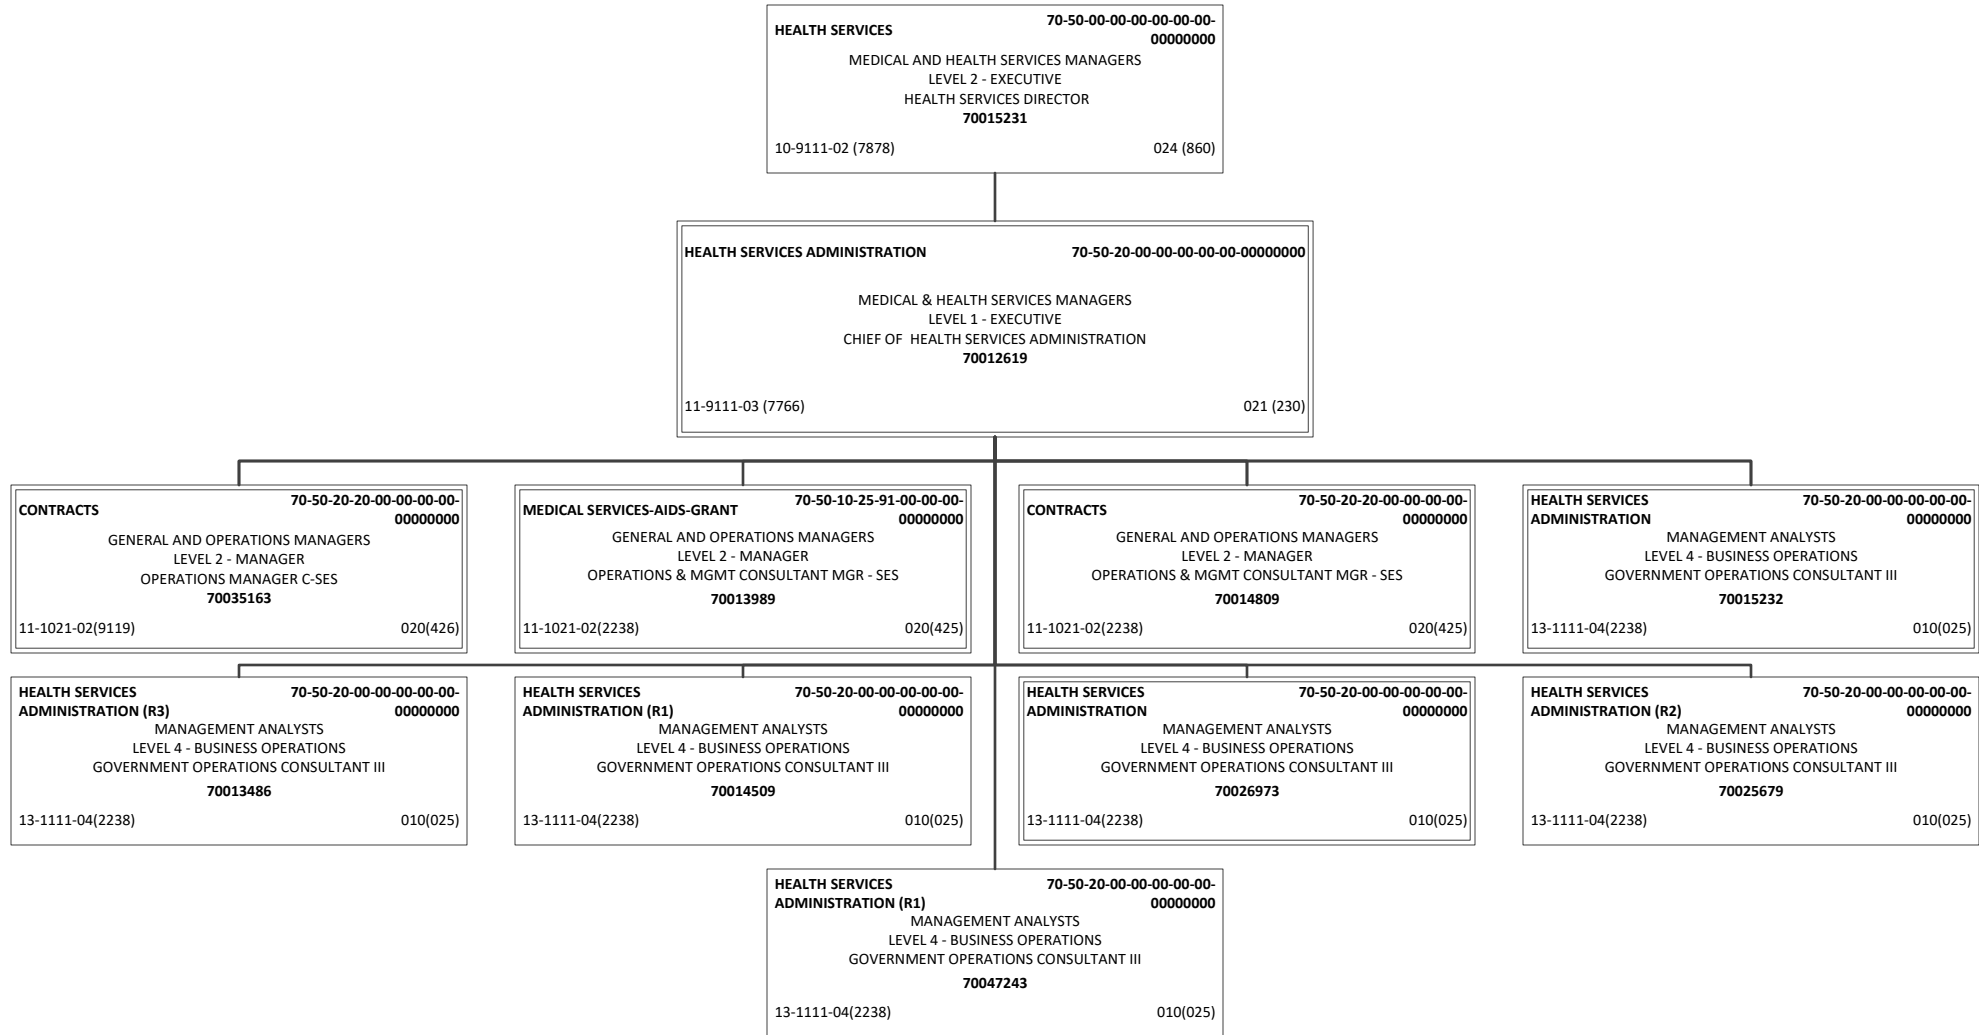 HEALTH SERVICES
70-50-00-00-00-00-00-00-
00000000
MEDICAL AND HEALTH SERVICES MANAGERS
LEVEL 2 - EXECUTIVE
HEALTH SERVICES DIRECTOR
70015231
10-9111-02 (7878)
024 (860)
HEALTH SERVICES ADMINISTRATION
70-50-20-00-00-00-00-00-00000000
MEDICAL & HEALTH SERVICES MANAGERS
LEVEL 1 - EXECUTIVE
CHIEF OF HEALTH SERVICES ADMINISTRATION
70012619
11-9111-03 (7766)
021 (230)
CONTRACTS
70-50-20-20-00-00-00-00-
00000000
GENERAL AND OPERATIONS MANAGERS
LEVEL 2 - MANAGER
OPERATIONS MANAGER C-SES
70035163
11-1021-02(9119)
020(426)
MEDICAL SERVICES-AIDS-GRANT
70-50-10-25-91-00-00-00-
00000000
GENERAL AND OPERATIONS MANAGERS
LEVEL 2 - MANAGER
OPERATIONS & MGMT CONSULTANT MGR - SES
70013989
11-1021-02(2238)
020(425)
CONTRACTS
70-50-20-20-00-00-00-00-
00000000
GENERAL AND OPERATIONS MANAGERS
LEVEL 2 - MANAGER
OPERATIONS & MGMT CONSULTANT MGR - SES
70014809
11-1021-02(2238)
020(425)
HEALTH SERVICES
ADMINISTRATION
70-50-20-00-00-00-00-00-
00000000
MANAGEMENT ANALYSTS
LEVEL 4 - BUSINESS OPERATIONS
GOVERNMENT OPERATIONS CONSULTANT III
70015232
13-1111-04(2238)
010(025)
HEALTH SERVICES
ADMINISTRATION (R3)
70-50-20-00-00-00-00-00-
00000000
MANAGEMENT ANALYSTS
LEVEL 4 - BUSINESS OPERATIONS
GOVERNMENT OPERATIONS CONSULTANT III
70013486
13-1111-04(2238)
010(025)
HEALTH SERVICES
ADMINISTRATION (R1)
70-50-20-00-00-00-00-00-
00000000
MANAGEMENT ANALYSTS
LEVEL 4 - BUSINESS OPERATIONS
GOVERNMENT OPERATIONS CONSULTANT III
70014509
13-1111-04(2238)
010(025)
HEALTH SERVICES
ADMINISTRATION
70-50-20-00-00-00-00-00-
00000000
MANAGEMENT ANALYSTS
LEVEL 4 - BUSINESS OPERATIONS
GOVERNMENT OPERATIONS CONSULTANT III
70026973
13-1111-04(2238)
010(025)
HEALTH SERVICES
ADMINISTRATION (R2)
70-50-20-00-00-00-00-00-
00000000
MANAGEMENT ANALYSTS
LEVEL 4 - BUSINESS OPERATIONS
GOVERNMENT OPERATIONS CONSULTANT III
70025679
13-1111-04(2238)
010(025)
HEALTH SERVICES
ADMINISTRATION (R1)
70-50-20-00-00-00-00-00-
00000000
MANAGEMENT ANALYSTS
LEVEL 4 - BUSINESS OPERATIONS
GOVERNMENT OPERATIONS CONSULTANT III
70047243
13-1111-04(2238)
010(025)